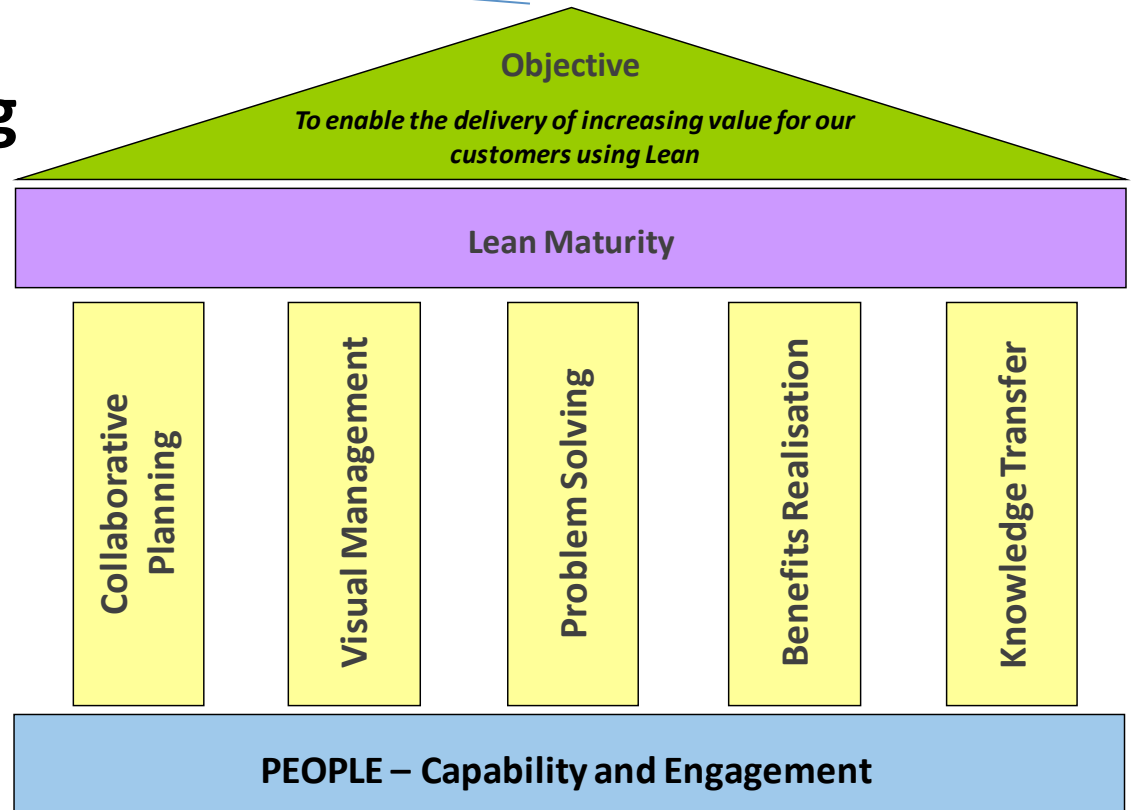 g
Objective
To enable the delivery of increasing value for our
customers using Lean
Lean Maturity
Collaborative
Planning
Visual Management
Problem Solving
Benefits Realisation
Knowledge Transfer
PEOPLE – Capability and Engagement